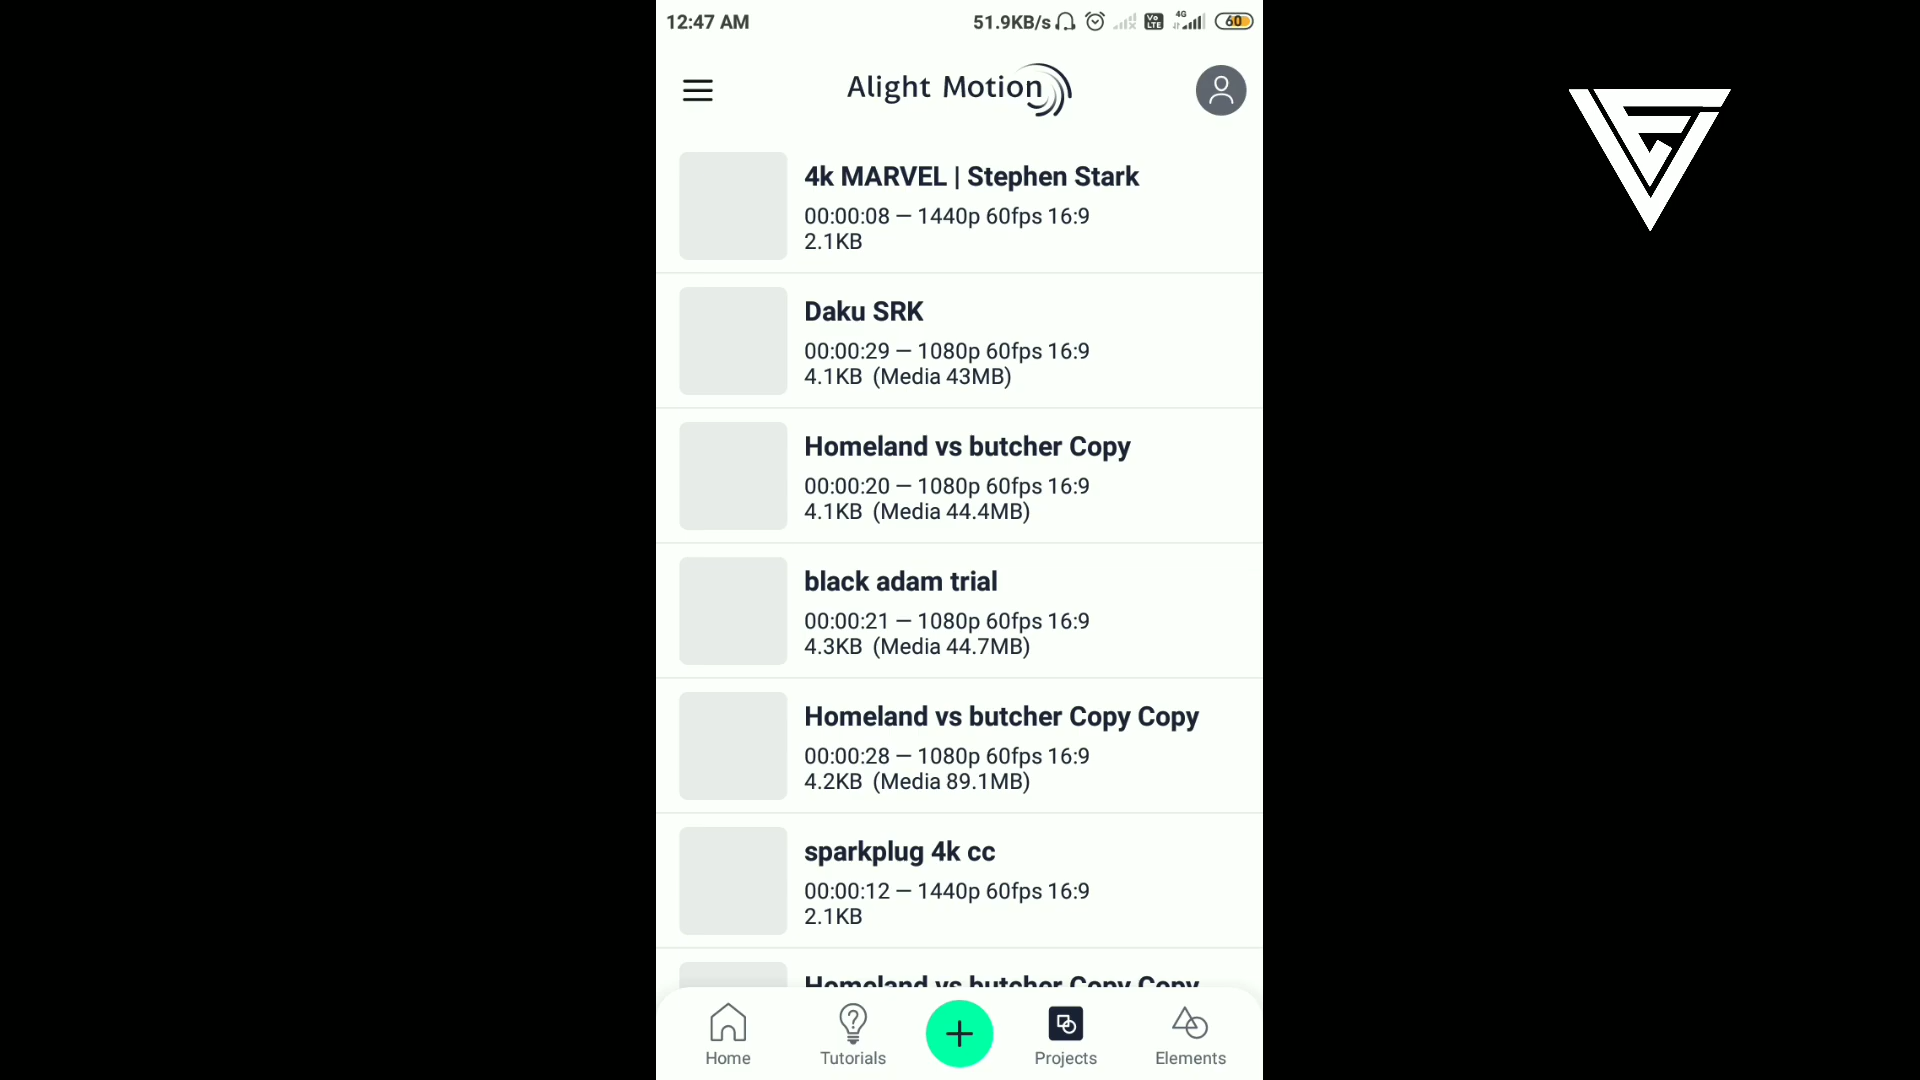 12:47 AM 51.9KB/s Vo LTE 4G 60
Alight Motion
4k MARVEL | Stephen Stark
00:00:08 — 1440p 60fps 16:9
2.1KB
Daku SRK
00:00:29 — 1080p 60fps 16:9
4.1KB (Media 43MB)
Homeland vs butcher Copy
00:00:20 — 1080p 60fps 16:9
4.1KB (Media 44.4MB)
black adam trial
00:00:21 — 1080p 60fps 16:9
4.3KB (Media 44.7MB)
Homeland vs butcher Copy Copy
00:00:28 — 1080p 60fps 16:9
4.2KB (Media 89.1MB)
sparkplug 4k cc
00:00:12 — 1440p 60fps 16:9
2.1KB
Homeland vs butcher Copy Copy
Home Tutorials Projects Elements